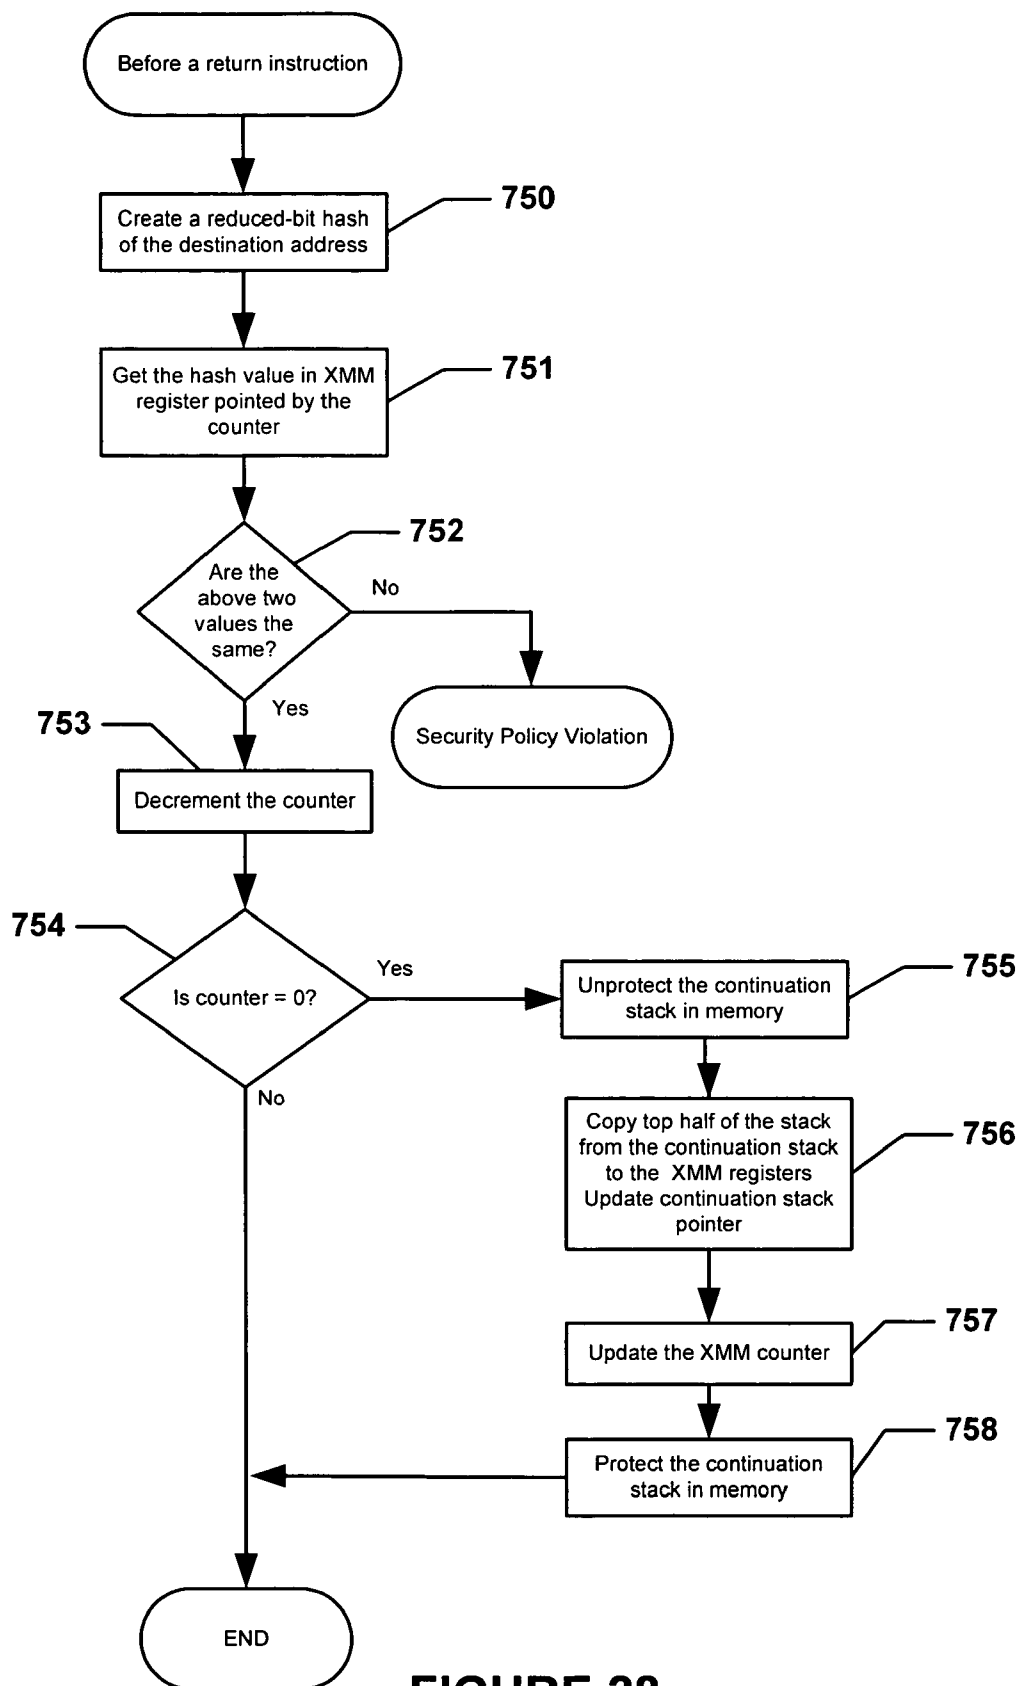 Before a return instruction
750
Create a reduced-bit hash
of the destination address
751
Get the hash value in XMM
register pointed by the
counter
752
Are the
above two
values the
same?
No
Yes
753
Security Policy Violation
Decrement the counter
754
Is counter = 0?
Yes
No
755
Unprotect the continuation
stack in memory
756
Copy top half of the stack
from the continuation stack
to the XMM registers
Update continuation stack
pointer
757
Update the XMM counter
758
Protect the continuation
stack in memory
END